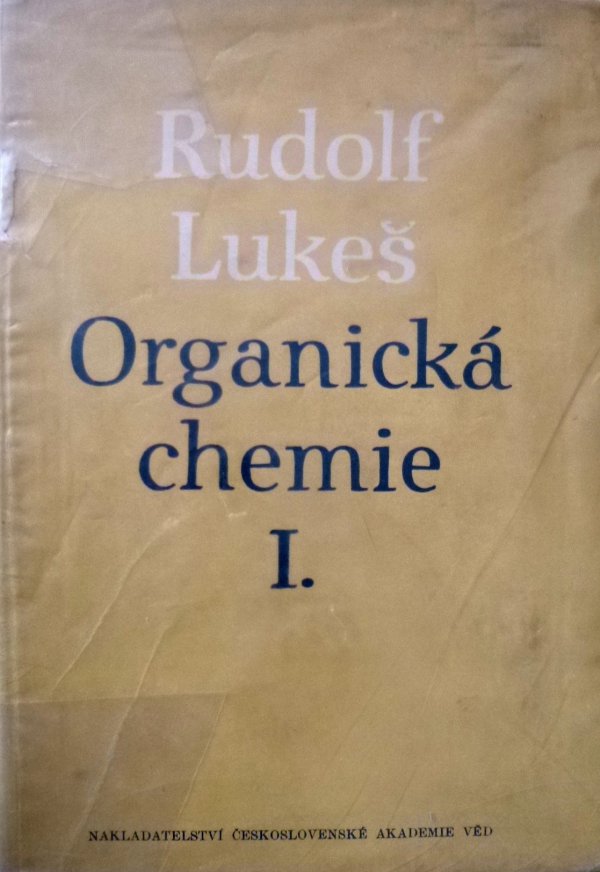 Rudolf
Lukeš
Organická
chemie
I.
NAKLADATELSTVÍ ČESKOSLOVENSKÉ AKADEMIE VĚD